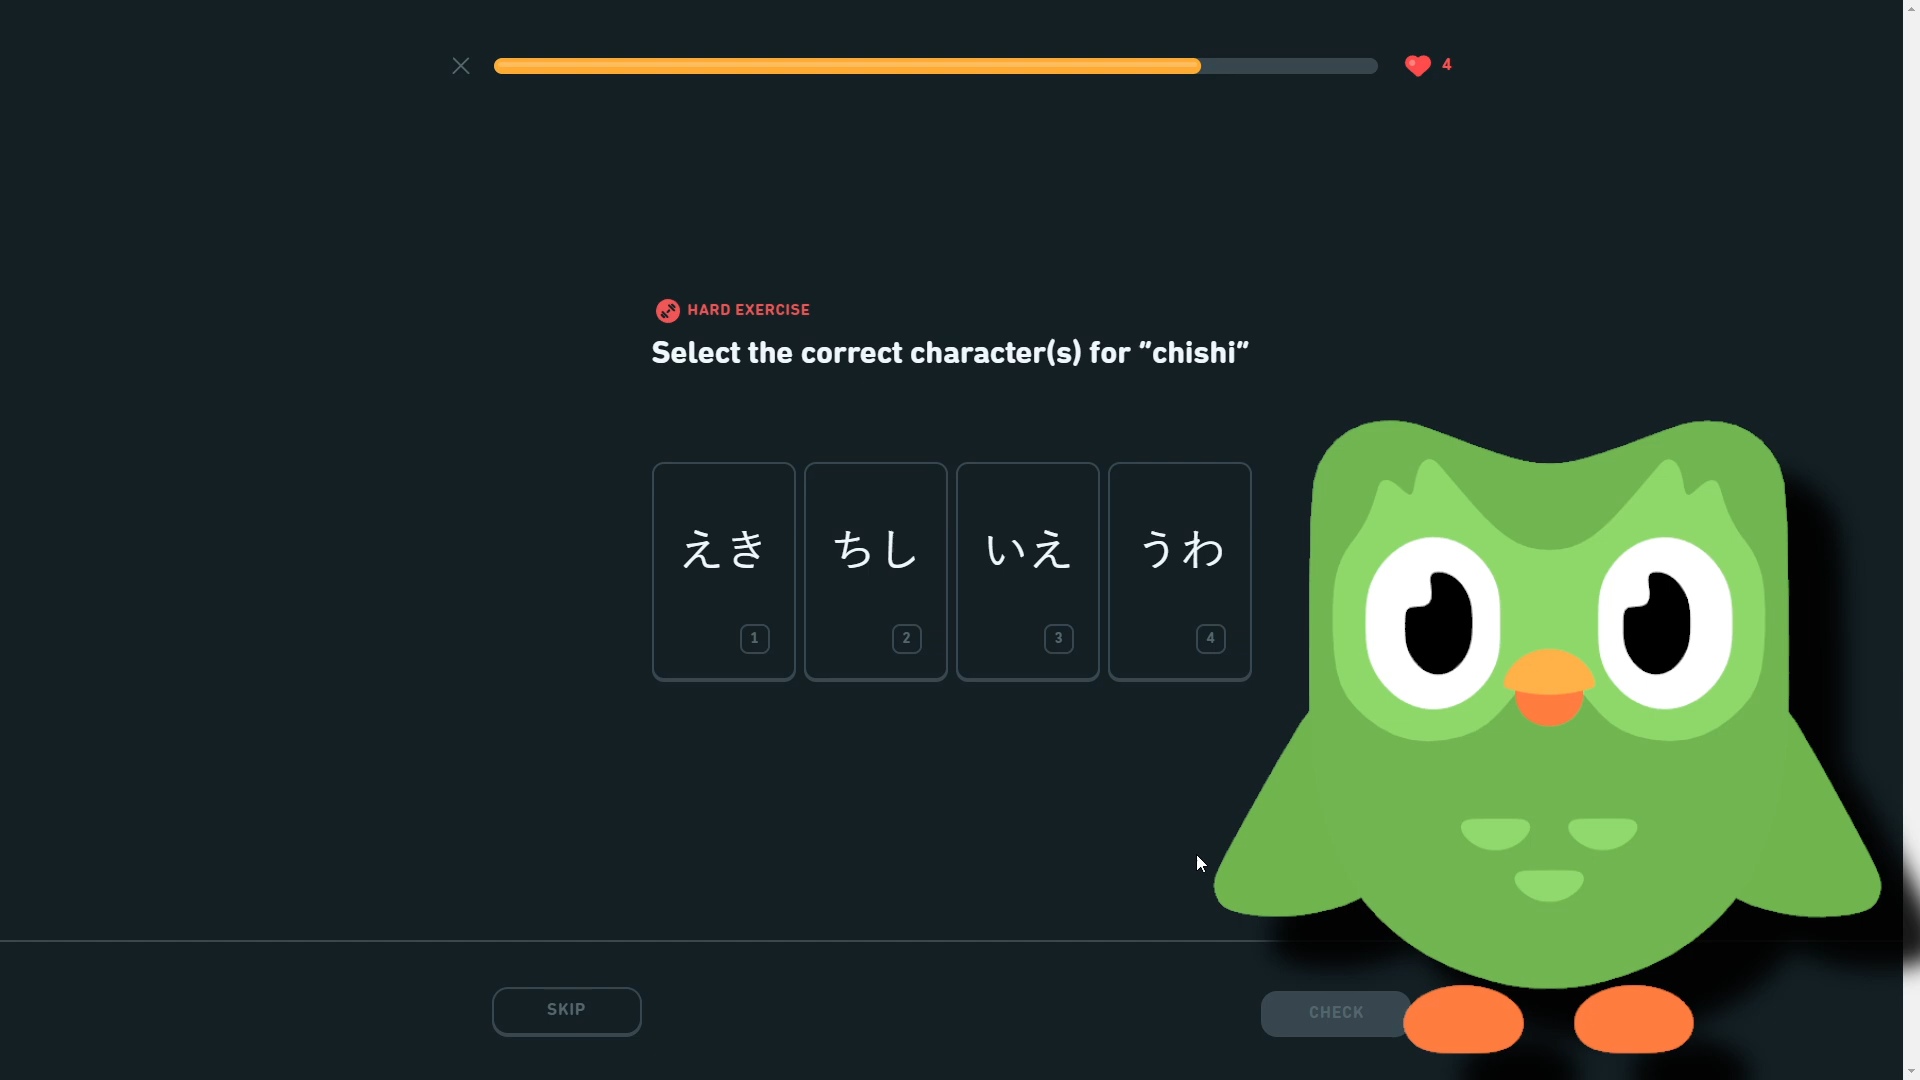 4
HARD EXERCISE
Select the correct character(s) for “chishi”
えき
ちし
いえ
うわ
1
2
3
4
SKIP
CHECK